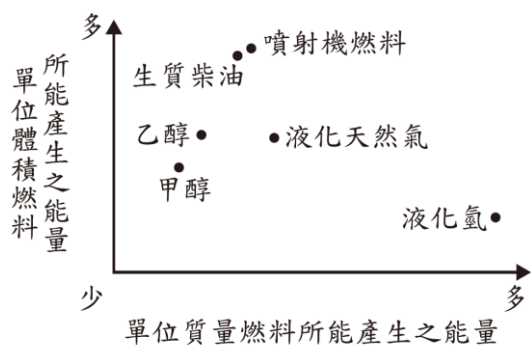 多
單位體積燃料
所能產生之能量
噴射機燃料
生質柴油
乙醇
液化天然氣
甲醇
液化氫
少
多
單位質量燃料所能產生之能量